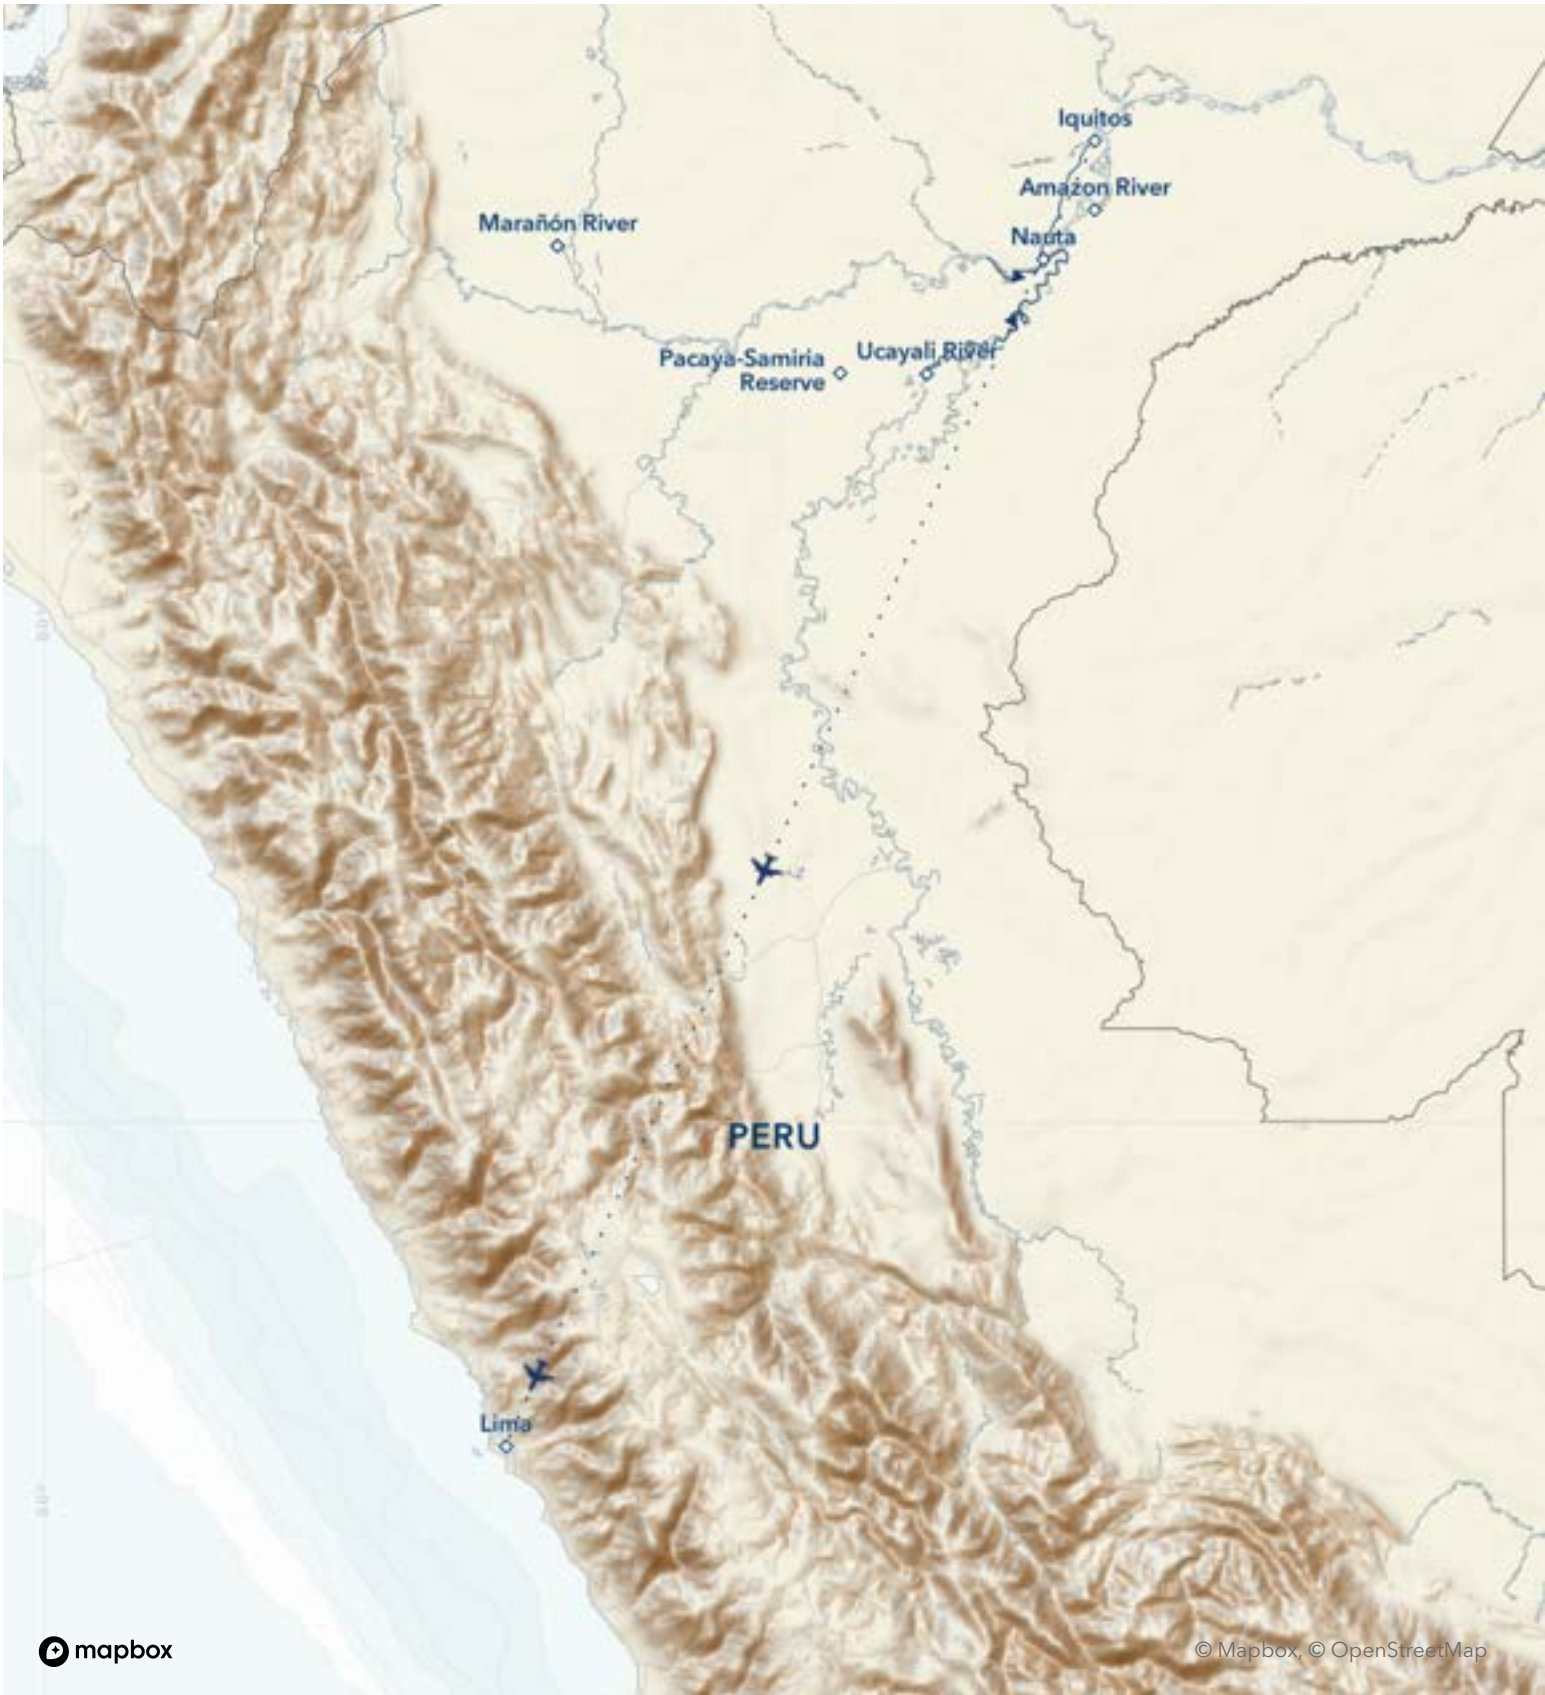 Iquitos
Amazon River
Marañón River
Nauta
Pacaya-Samiria
Reserve
Ucayali River
PERU
Lima
mapbox
© Mapbox, © OpenStreetMap